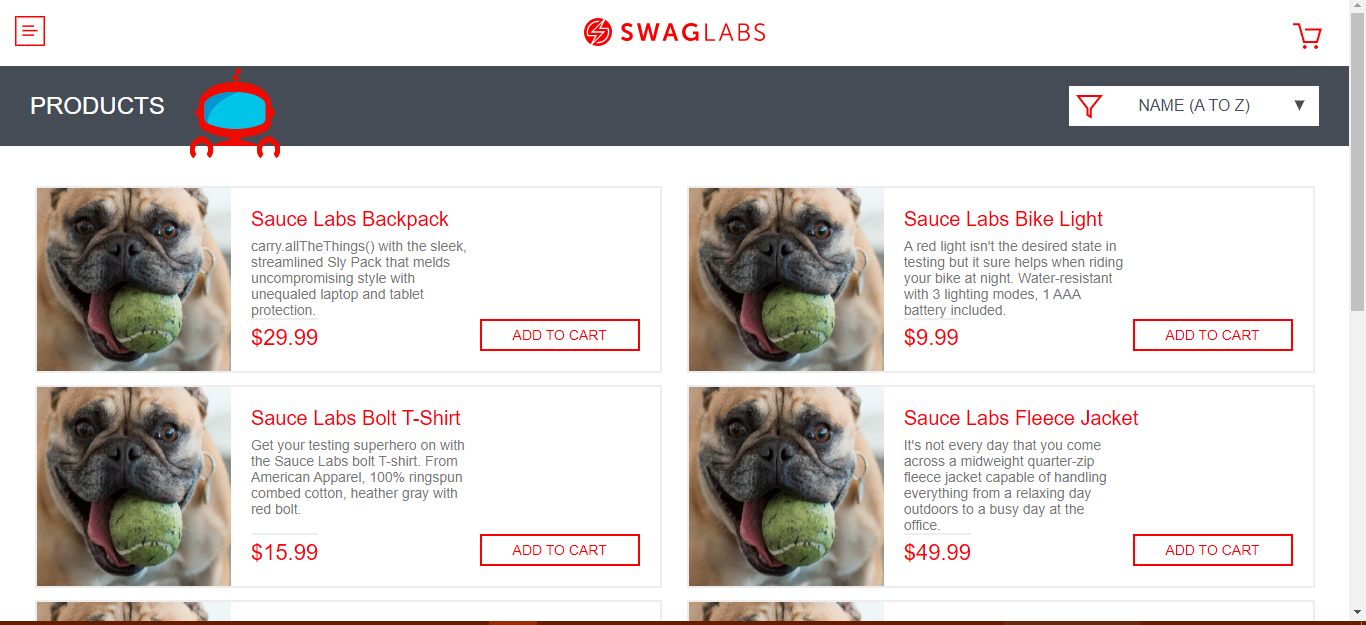 SWAGLABS
PRODUCTS
NAME (A TO Z)
Sauce Labs Backpack
carry.allTheThings() with the sleek,
streamlined Sly Pack that melds
uncompromising style with
unequaled laptop and tablet
protection.
$29.99
ADD TO CART
Sauce Labs Bike Light
A red light isn't the desired state in
testing but it sure helps when riding
your bike at night. Water-resistant
with 3 lighting modes, 1 AAA
battery included.
$9.99
ADD TO CART
Sauce Labs Bolt T-Shirt
Get your testing superhero on with
the Sauce Labs bolt T-shirt. From
American Apparel, 100% ringspun
combed cotton, heather gray with
red bolt.
$15.99
ADD TO CART
Sauce Labs Fleece Jacket
It's not every day that you come
across a midweight quarter-zip
fleece jacket capable of handling
everything from a relaxing day
outdoors to a busy day at the
office.
$49.99
ADD TO CART